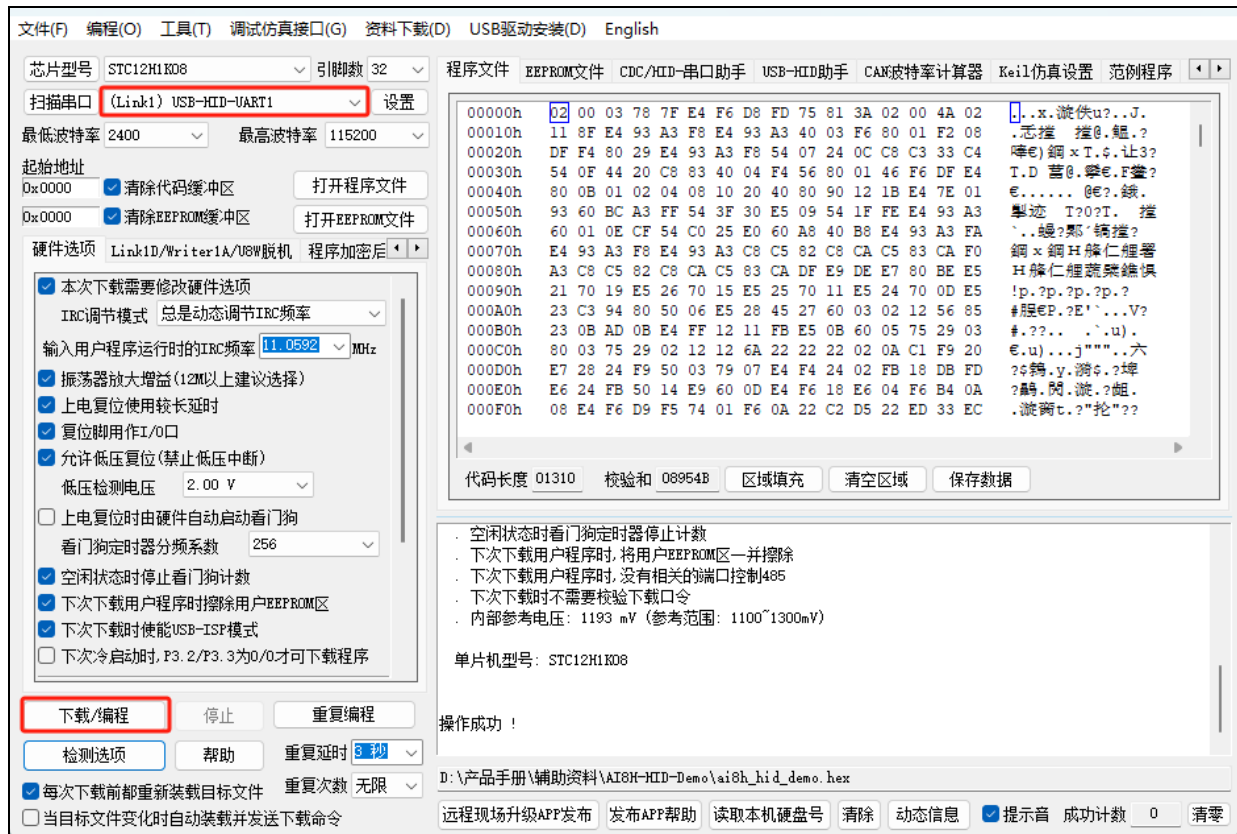 文件(F) 编程(O) 工具(T) 调试仿真接口(G) 资料下载(D) USB驱动安装(D) English
芯片型号 STC12H1K08 引脚数 32
扫描串口 (Link1) USB-HID-UART1 设置
最低波特率 2400 最高波特率 115200
起始地址
0x0000 清除代码缓冲区 打开程序文件
0x0000 清除EEPROM缓冲区 打开EEPROM文件
硬件选项 Link1D/Writer1A/U8W脱机 程序加密后
本次下载需要修改硬件选项
IRC调节模式 总是动态调节IRC频率
输入用户程序运行时的IRC频率 11.0592 MHz
振荡器放大增益(12M以上建议选择)
上电复位使用较长延时
复位脚用作I/O口
允许低压复位(禁止低压中断)
低压检测电压 2.00 V
上电复位时由硬件自动启动看门狗
看门狗定时器分频系数 256
空闲状态时停止看门狗计数
下次下载用户程序时擦除用户EEPROM区
下次下载时使能USB-ISP模式
下次冷启动时,P3.2/P3.3为0/0才可下载程序
下载/编程 停止 重复编程
检测选项 帮助 重复延时 3 秒
每次下载前都重新装载目标文件 重复次数 无限
当目标文件变化时自动装载并发送下载命令
程序文件 EEPROM文件 CDC/HID-串口助手 USB-HID助手 CAN波特率计算器 Keil仿真设置 范例程序
00000h 02 00 03 78 7F E4 F6 D8 FD 75 81 3A 02 00 4A 02
00010h 11 8F E4 93 A3 F8 E4 93 A3 40 03 F6 80 01 F2 08
00020h DF F4 80 29 E4 93 A3 F8 54 07 24 0C C8 C3 33 C4
00030h 54 0F 44 20 C8 83 40 04 F4 56 80 01 46 F6 DF E4
00040h 80 0B 01 02 04 08 10 20 40 80 90 12 1B E4 7E 01
00050h 93 60 BC A3 FF 54 3F 30 E5 09 54 1F FE E4 93 A3
00060h 60 01 0E CF 54 C0 25 E0 60 A8 40 B8 E4 93 A3 FA
00070h E4 93 A3 F8 E4 93 A3 C8 C5 82 C8 CA C5 83 CA F0
00080h A3 C8 C5 82 C8 CA C5 83 CA DF E9 DE E7 80 BE E5
00090h 21 70 19 E5 26 70 15 E5 25 70 11 E5 24 70 0D E5
000A0h 23 C3 94 80 50 06 E5 28 45 27 60 03 02 12 56 85
000B0h 23 0B AD 0B E4 FF 12 11 FB E5 0B 60 05 75 29 03
000C0h 80 03 75 29 02 12 12 6A 22 22 22 02 0A C1 F9 20
000D0h E7 28 24 F9 50 03 79 07 E4 F4 24 02 FB 18 DB FD
000E0h E6 24 FB 50 14 E9 60 0D E4 F6 18 E6 04 F6 B4 0A
000F0h 08 E4 F6 D9 F5 74 01 F6 0A 22 C2 D5 22 ED 33 EC
代码长度 01310 校验和 08954B 区域填充 清空区域 保存数据
. 空闲状态时看门狗定时器停止计数
. 下次下载用户程序时,将用户EEPROM区一并擦除
. 下次下载用户程序时,没有相关的端口控制485
. 下次下载时不需要校验下载口令
. 内部参考电压: 1193 mV (参考范围: 1100~1300mV)
单片机型号: STC12H1K08
操作成功 !
D:\产品手册\辅助资料\AI8H-HID-Demo\ai8h_hid_demo.hex
远程现场升级APP发布 发布APP帮助 读取本机硬盘号 清除 动态信息 提示音 成功计数 0 清零